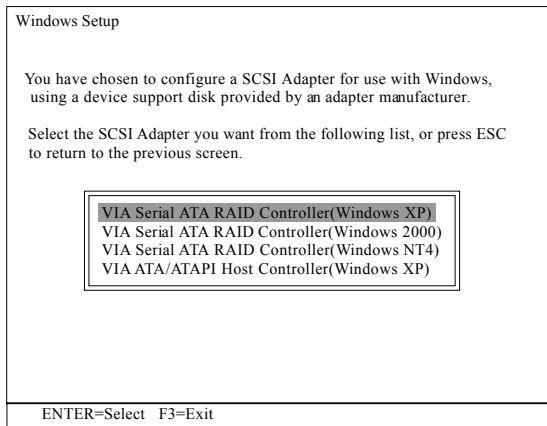 Windows Setup
You have chosen to configure a SCSI Adapter for use with Windows,
using a device support disk provided by an adapter manufacturer.
Select the SCSI Adapter you want from the following list, or press ESC
to return to the previous screen.
VIA Serial ATA RAID Controller(Windows XP)
VIA Serial ATA RAID Controller(Windows 2000)
VIA Serial ATA RAID Controller(Windows NT4)
VIA ATA/ATAPI Host Controller(Windows XP)
ENTER=Select F3=Exit